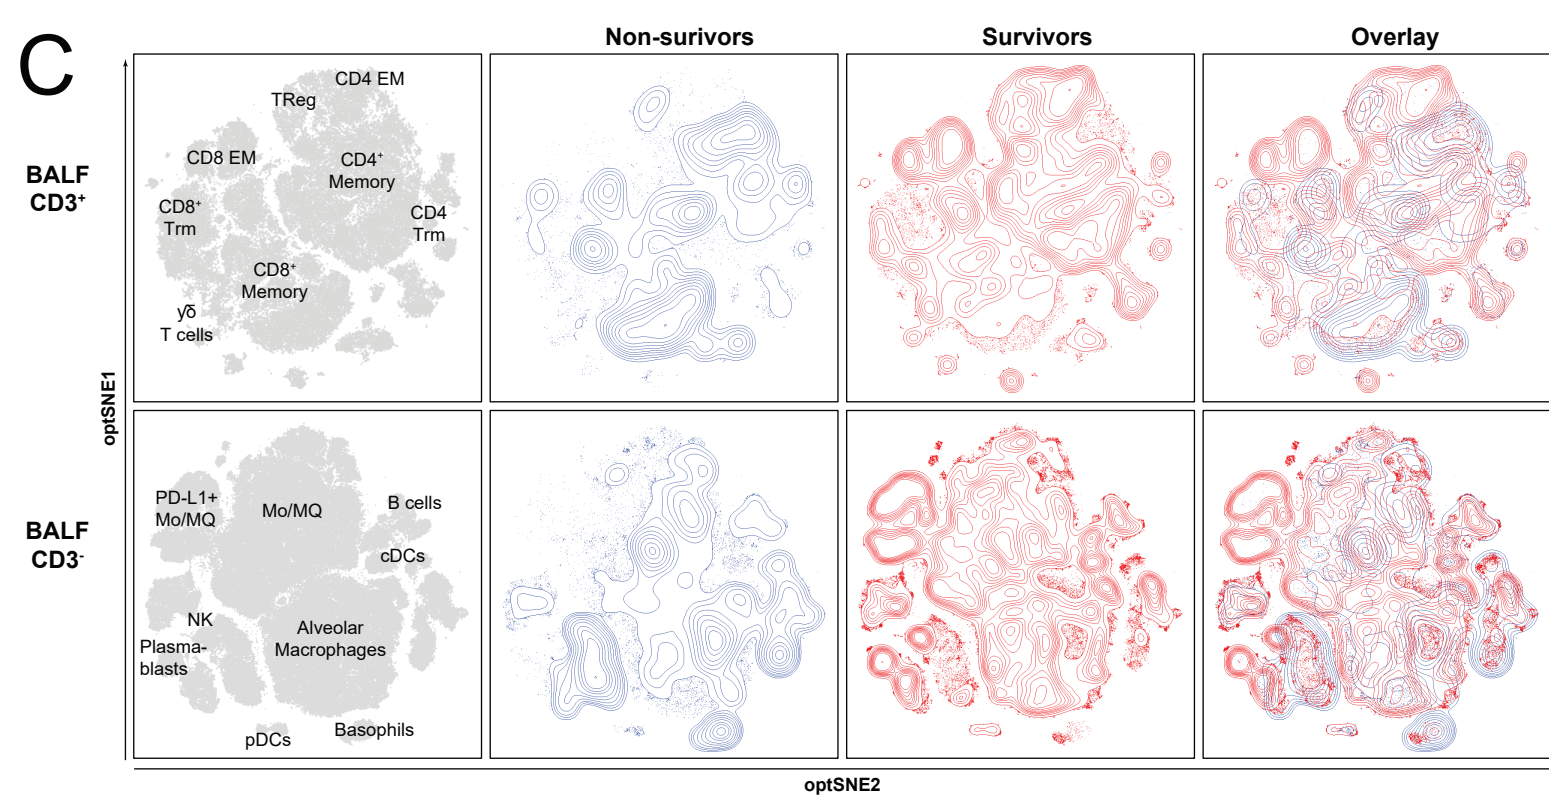 C
Non-surivors
Survivors
Overlay
BALF
CD3⁺
CD4 EM
TReg
CD8 EM
CD4⁺
Memory
CD8⁺
Trm
CD4
Trm
CD8⁺
Memory
yδ
T cells
optSNE1
BALF
CD3⁻
PD-L1+
Mo/MQ
Mo/MQ
B cells
cDCs
NK
Plasma-
blasts
Alveolar
Macrophages
pDCs
Basophils
optSNE2